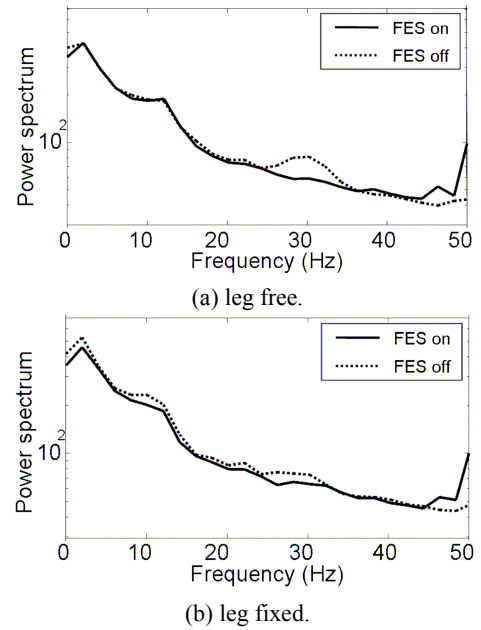 FES on
FES off
Power spectrum
10²
0 10 20 30 40 50
Frequency (Hz)
(a) leg free.
FES on
FES off
Power spectrum
10²
0 10 20 30 40 50
Frequency (Hz)
(b) leg fixed.